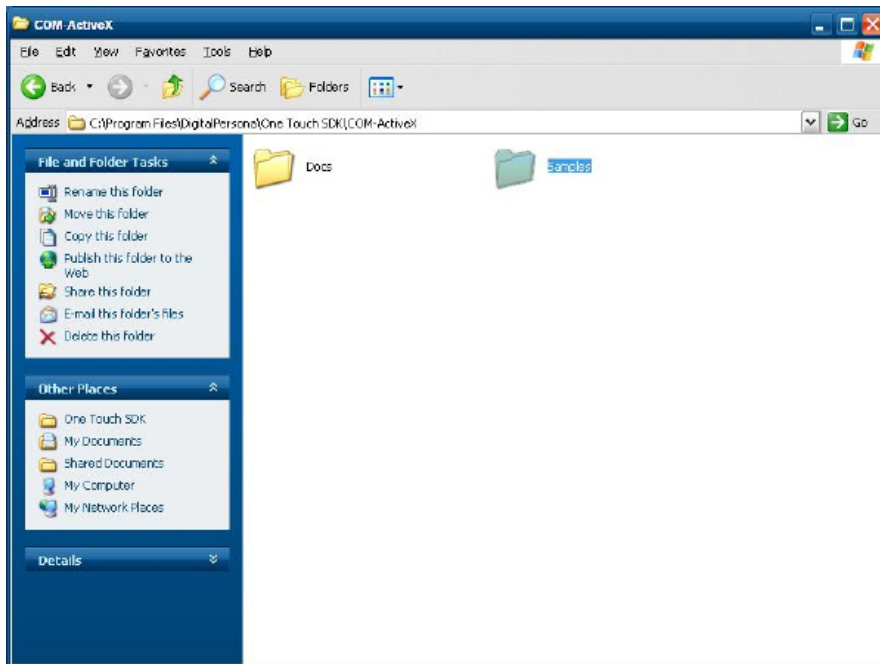 COM-ActiveX
File Edit View Favorites Tools Help
Back Search Folders
Address C:\Program Files\DigitalPersona\One Touch SDK\COM-ActiveX Go
File and Folder Tasks
Rename this folder
Move this folder
Copy this folder
Publish this folder to the
Web
Share this folder
E-mail this folder's files
Delete this folder
Other Places
One Touch SDK
My Documents
Shared Documents
My Computer
My Network Places
Details
Docs
Samples